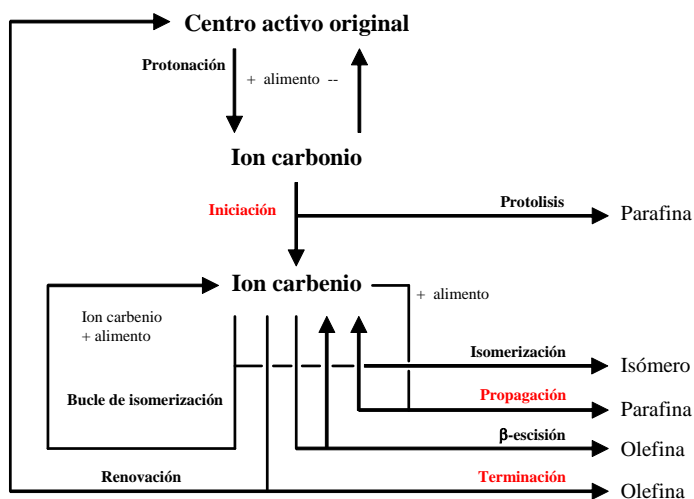 Centro activo original
Protonación
+ alimento --
Ion carbonio
Iniciación
Protolisis
Parafina
Ion carbenio
+ alimento
Ion carbenio
+ alimento
Isomerización
Isómero
Bucle de isomerización
Propagación
Parafina
β-escisión
Olefina
Renovación
Terminación
Olefina